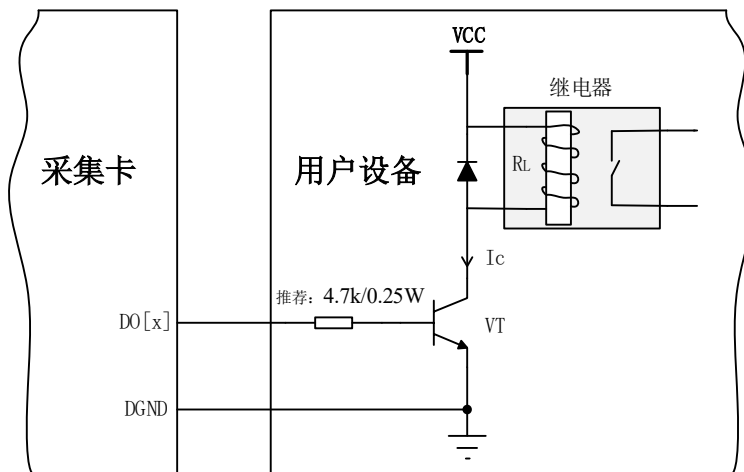 VCC
继电器
采集卡
用户设备
RL
Ic
推荐：4.7k/0.25W
DO[x]
VT
DGND